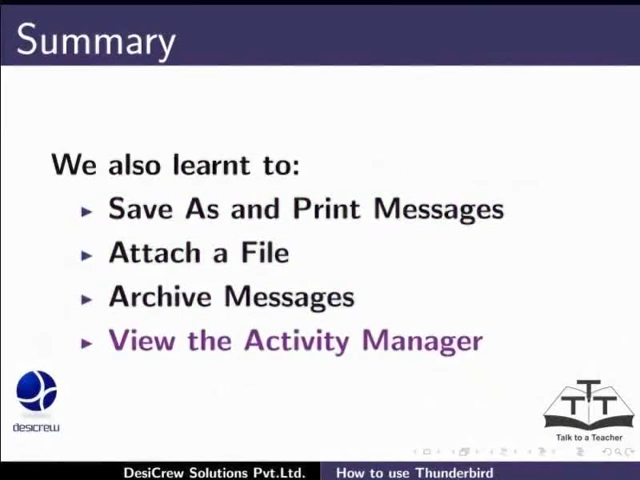 Summary
We also learnt to:
Save As and Print Messages
Attach a File
Archive Messages
View the Activity Manager
desicrew
TTT
Talk to a Teacher
DesiCrew Solutions Pvt.Ltd. How to use Thunderbird